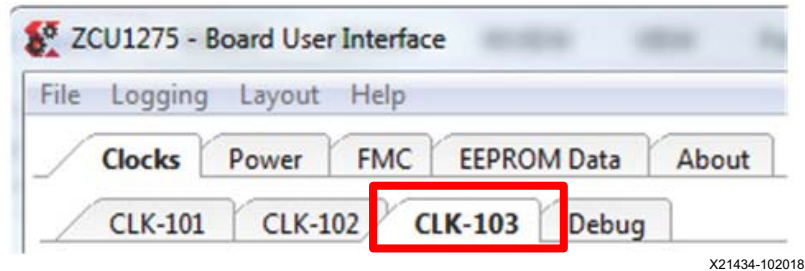 ZCU1275 - Board User Interface
File Logging Layout Help
Clocks Power FMC EEPROM Data About
CLK-101 CLK-102 CLK-103 Debug
X21434-102018